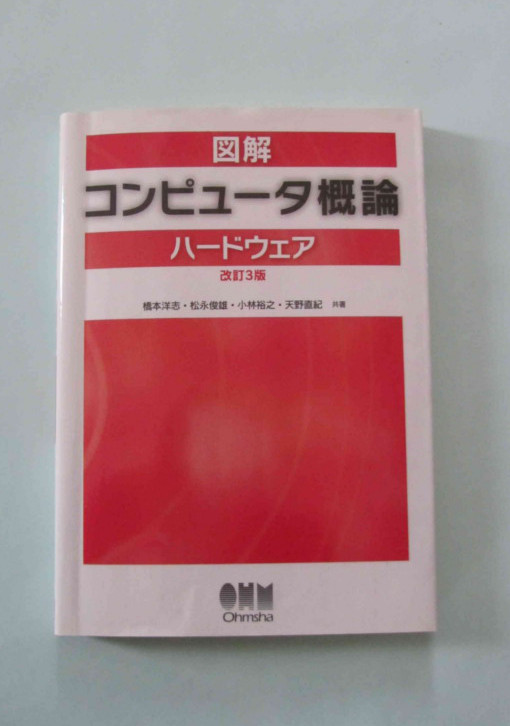 図解
コンピュータ概論
ハードウェア
改訂3版
橋本洋志・松永俊雄・小林裕之・天野直紀 共著
OHM
Ohmsha